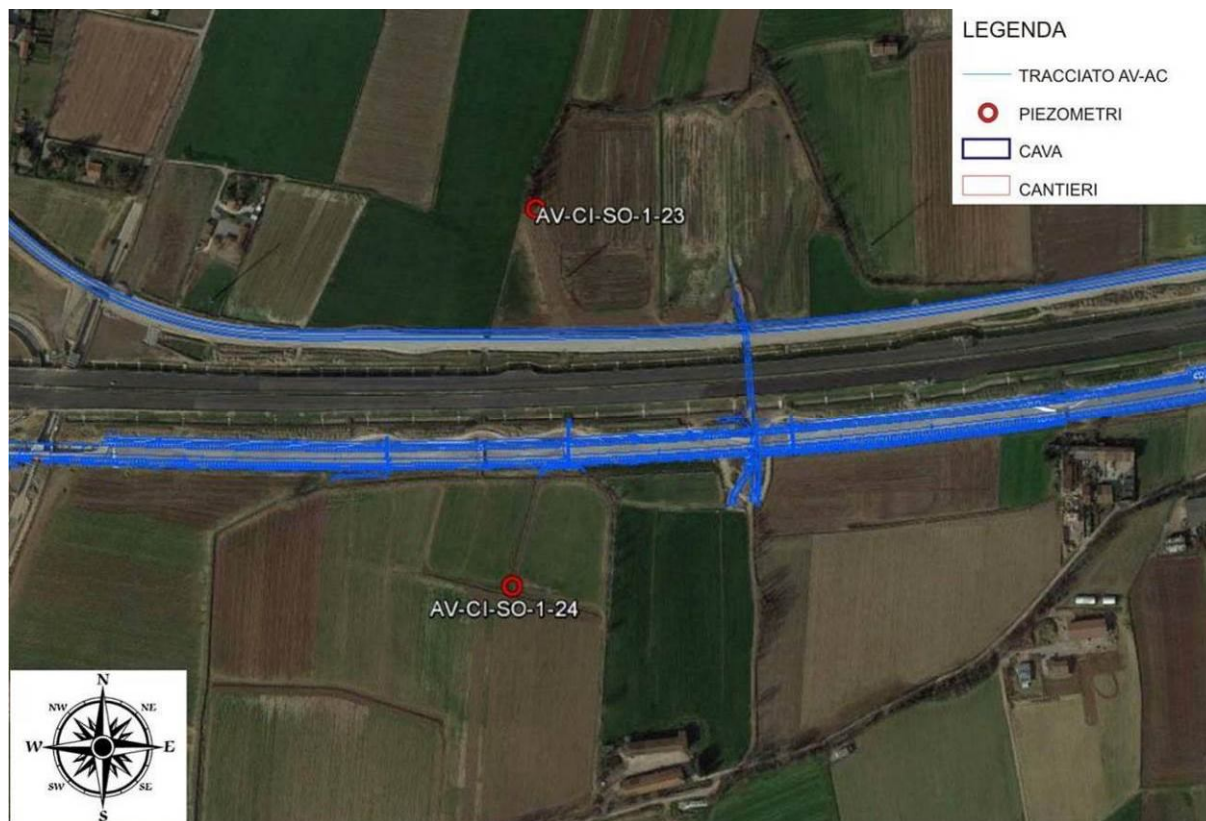 LEGENDA
TRACCIATO AV-AC
PIEZOMETRI
CAVA
CANTIERI
AV-CI-SO-1-23
AV-CI-SO-1-24
N
NW
NE
W
E
SW
SE
S